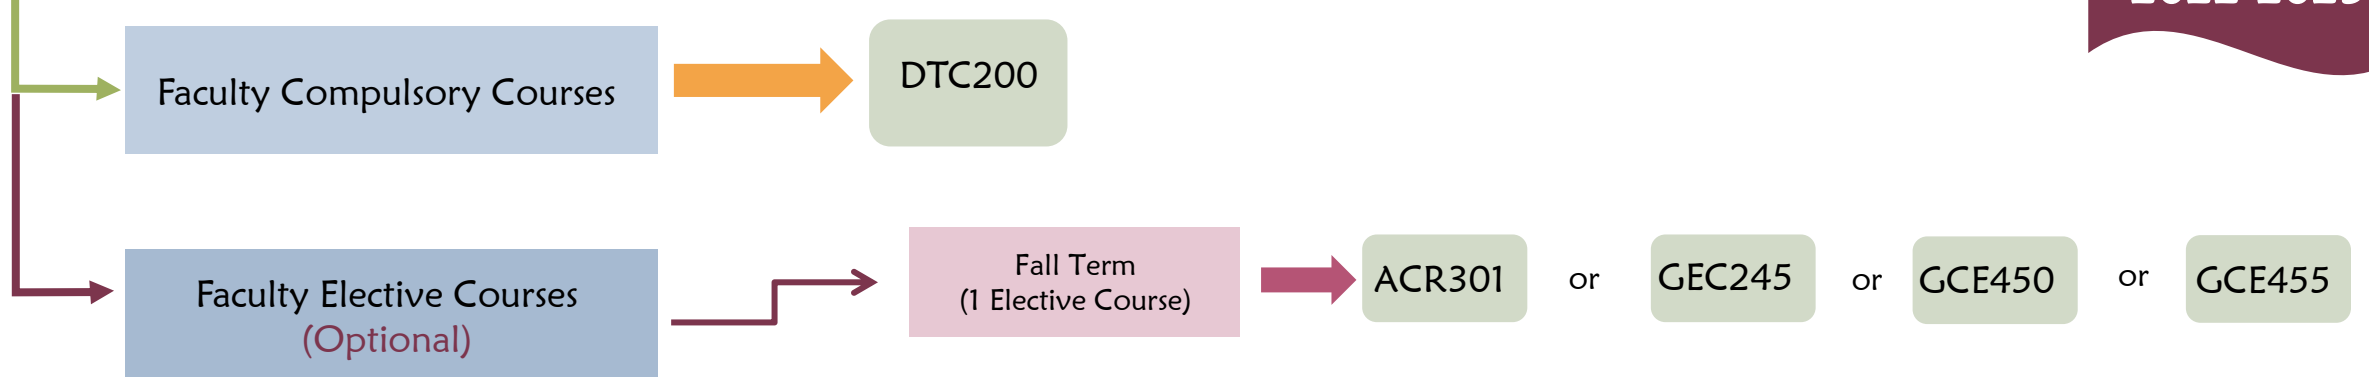 Faculty Compulsory Courses
DTC200
Faculty Elective Courses
(Optional)
Fall Term
(1 Elective Course)
ACR301
or
GEC245
or
GCE450
or
GCE455